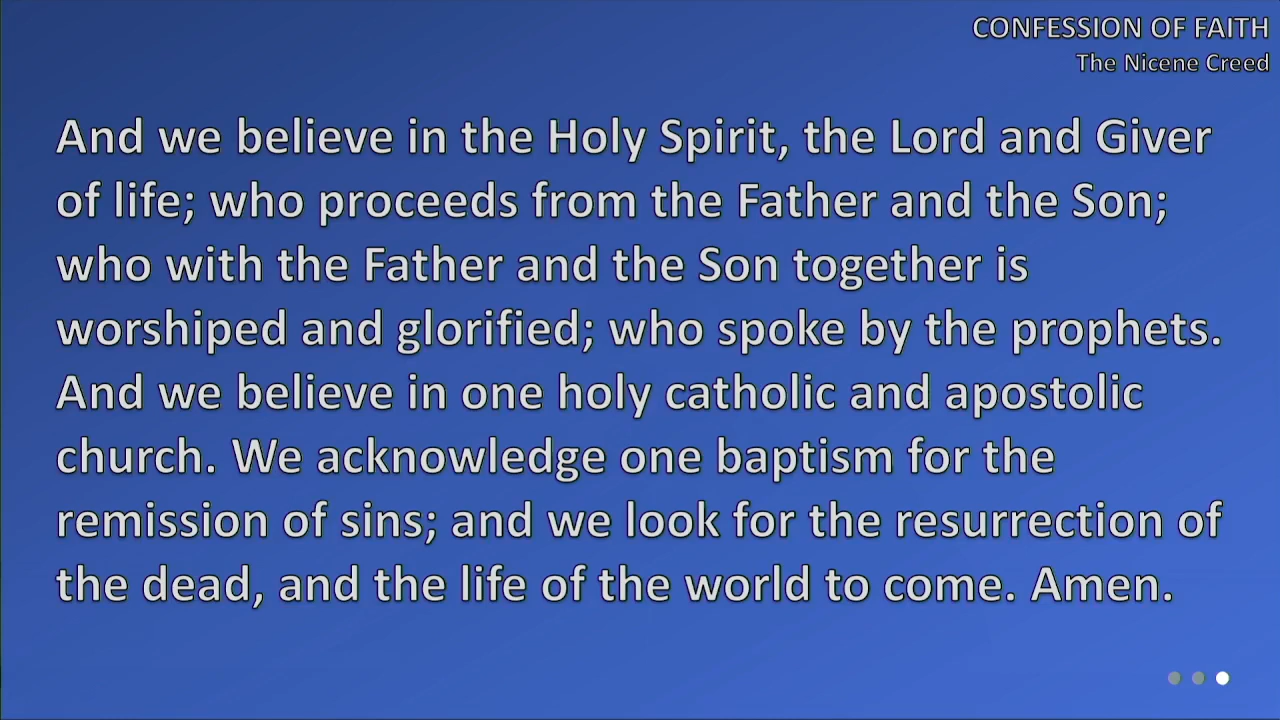 CONFESSION OF FAITH
The Nicene Creed
And we believe in the Holy Spirit, the Lord and Giver
of life; who proceeds from the Father and the Son;
who with the Father and the Son together is
worshiped and glorified; who spoke by the prophets.
And we believe in one holy catholic and apostolic
church. We acknowledge one baptism for the
remission of sins; and we look for the resurrection of
the dead, and the life of the world to come. Amen.